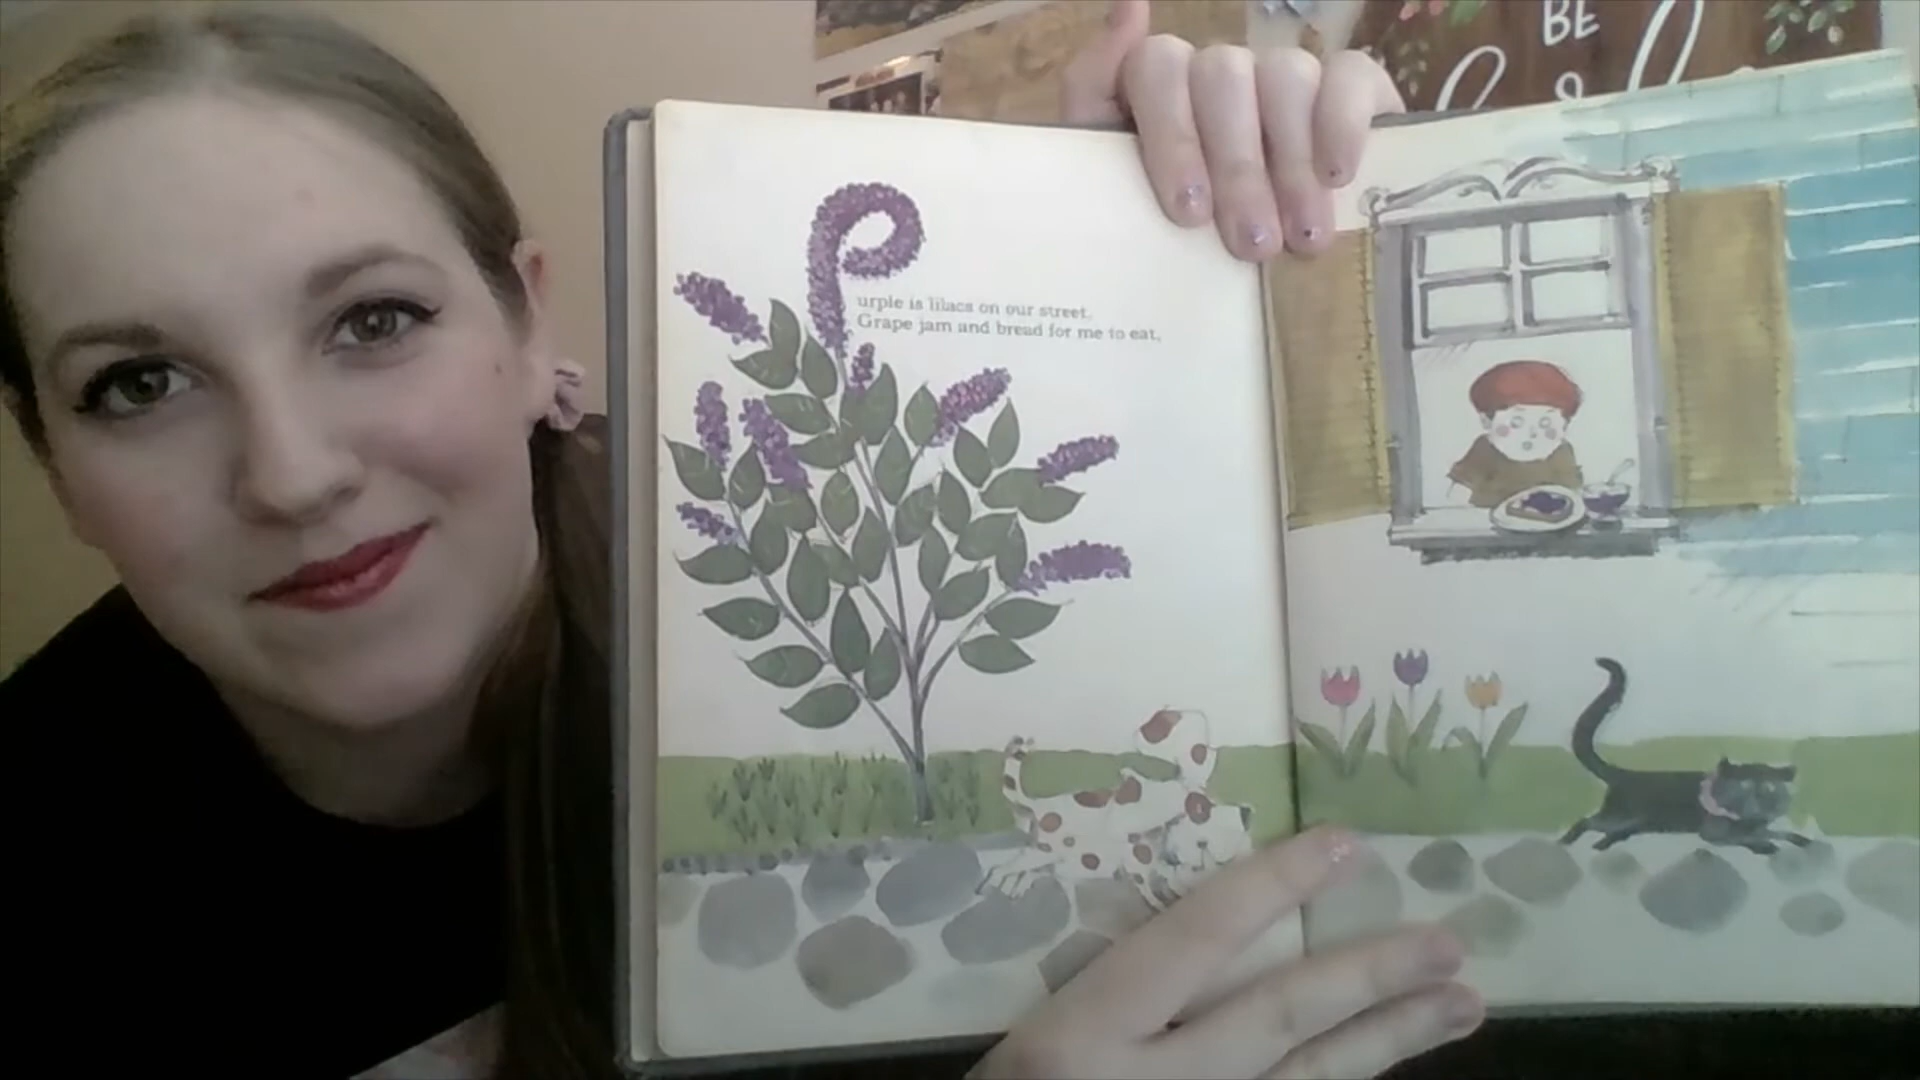 BE
Purple is lilacs on our street.
Grape jam and bread for me to eat.